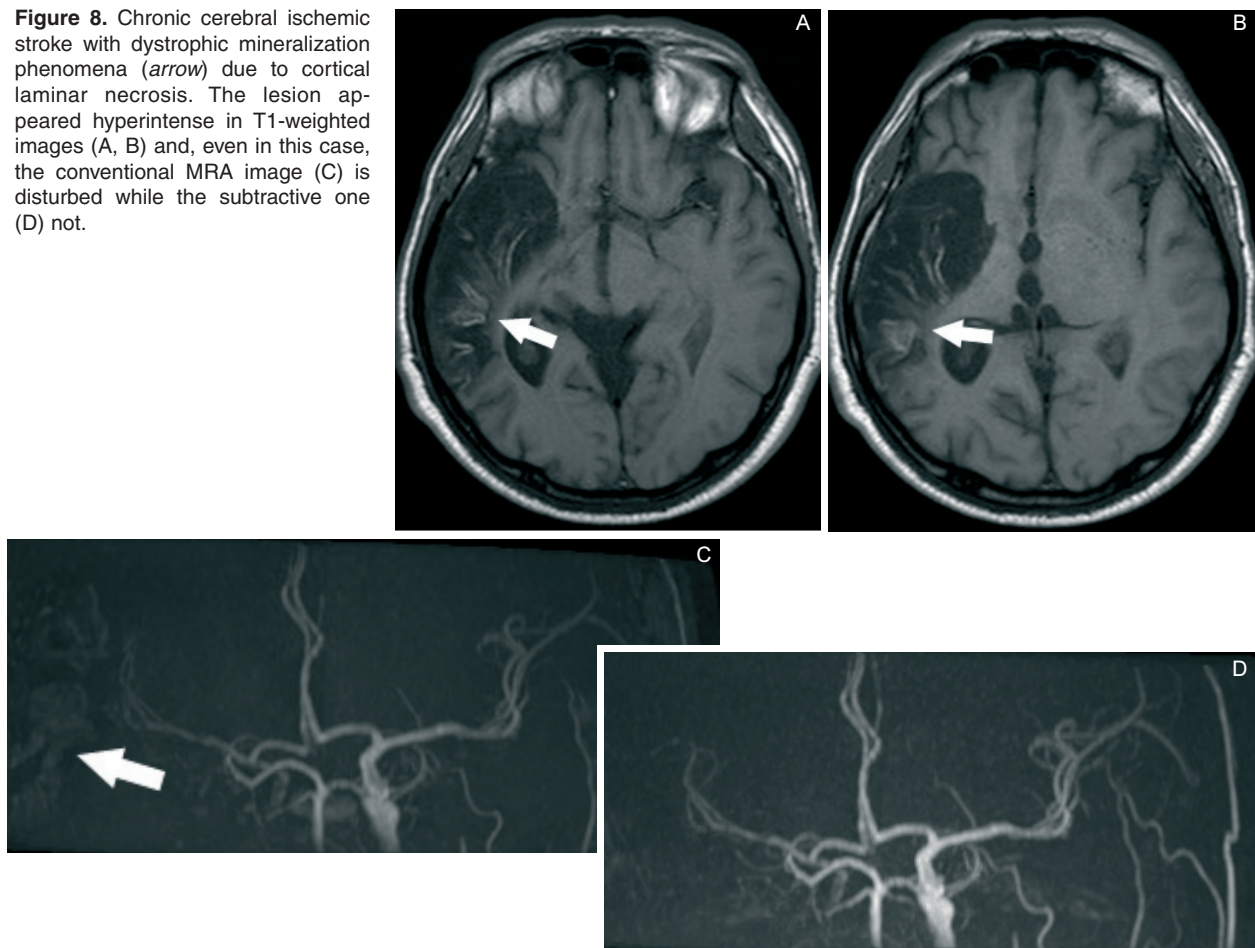 Figure 8. Chronic cerebral ischemic
stroke with dystrophic mineralization
phenomena (arrow) due to cortical
laminar necrosis. The lesion ap-
peared hyperintense in T1-weighted
images (A, B) and, even in this case,
the conventional MRA image (C) is
disturbed while the subtractive one
(D) not.
A
B
C
D